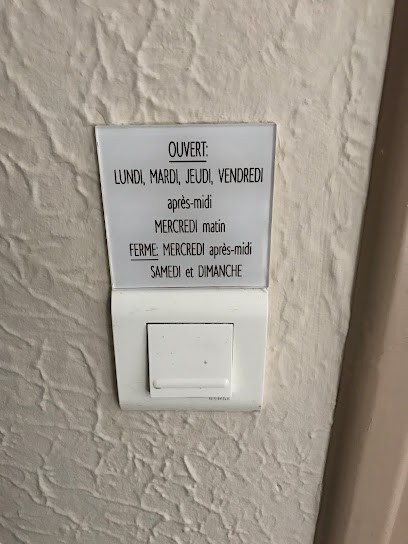 OUVERT:
LUNDI, MARDI, JEUDI, VENDREDI
après-midi
MERCREDI matin
FERME: MERCREDI après-midi
SAMEDI et DIMANCHE